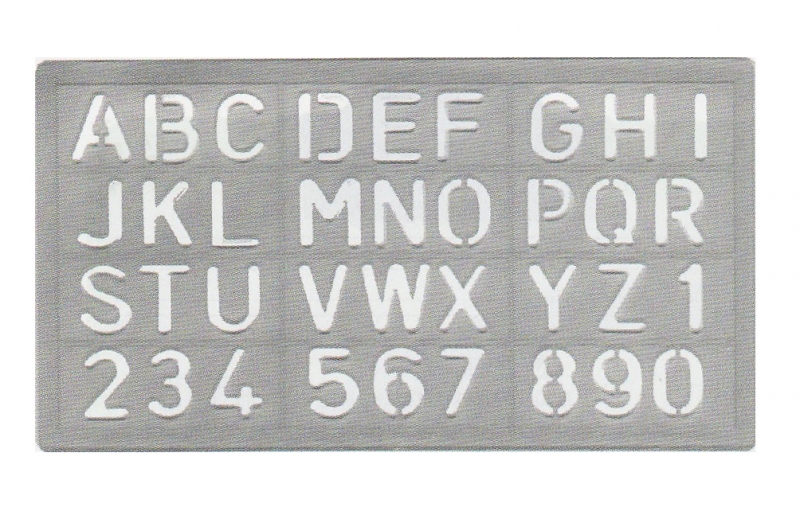 ABC DEF GHI
JKL MNO PQR
STU VWX YZ1
234 567 890